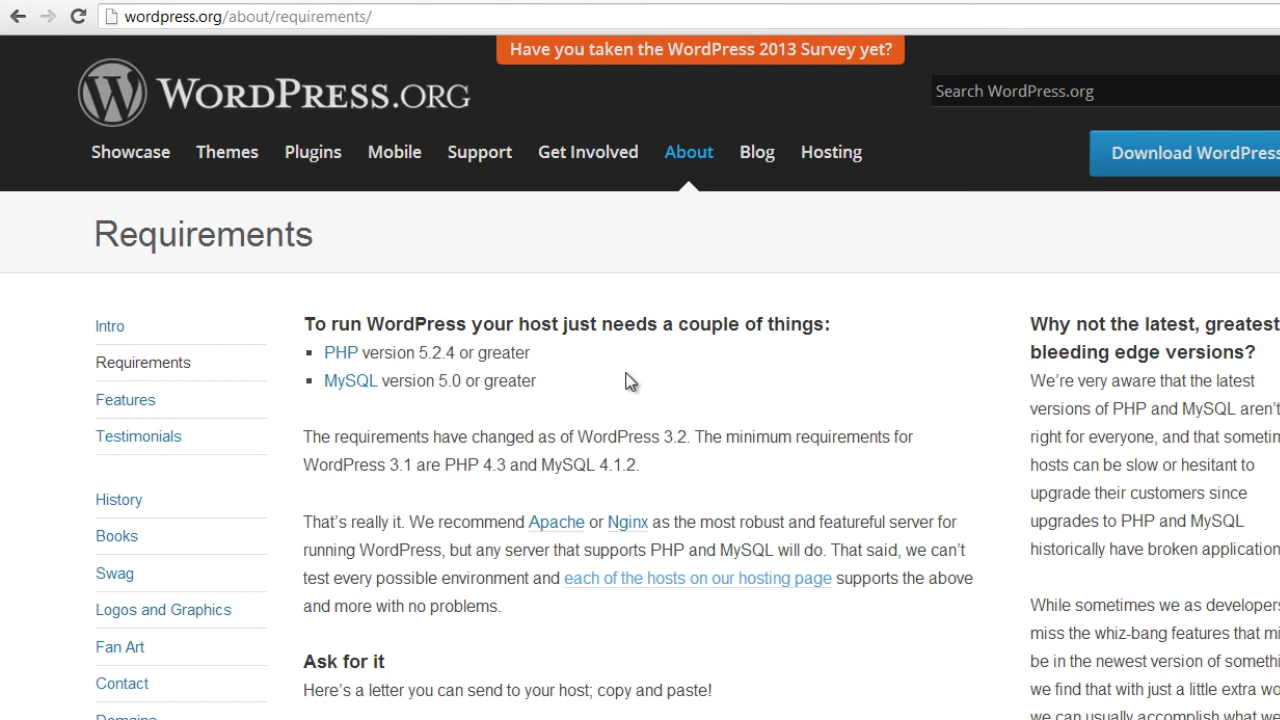 wordpress.org/about/requirements/
Have you taken the WordPress 2013 Survey yet?
WORDPRESS.ORG
Search WordPress.org
Showcase Themes Plugins Mobile Support Get Involved About Blog Hosting
Download WordPress
Requirements
Intro
Requirements
Features
Testimonials
History
Books
Swag
Logos and Graphics
Fan Art
Contact
To run WordPress your host just needs a couple of things:
▪ PHP version 5.2.4 or greater
▪ MySQL version 5.0 or greater
The requirements have changed as of WordPress 3.2. The minimum requirements for
WordPress 3.1 are PHP 4.3 and MySQL 4.1.2.
That's really it. We recommend Apache or Nginx as the most robust and featureful server for
running WordPress, but any server that supports PHP and MySQL will do. That said, we can't
test every possible environment and each of the hosts on our hosting page supports the above
and more with no problems.
Ask for it
Here's a letter you can send to your host; copy and paste!
Why not the latest, greatest
bleeding edge versions?
We're very aware that the latest
versions of PHP and MySQL aren't
right for everyone, and that
hosts can be slow or hesitant to
upgrade their customers since
upgrades to PHP and MySQL
historically have broken
While sometimes we as
miss the whiz-bang features that
be in the newest version of
we find that with just a little extra
we can usually accomplish what we